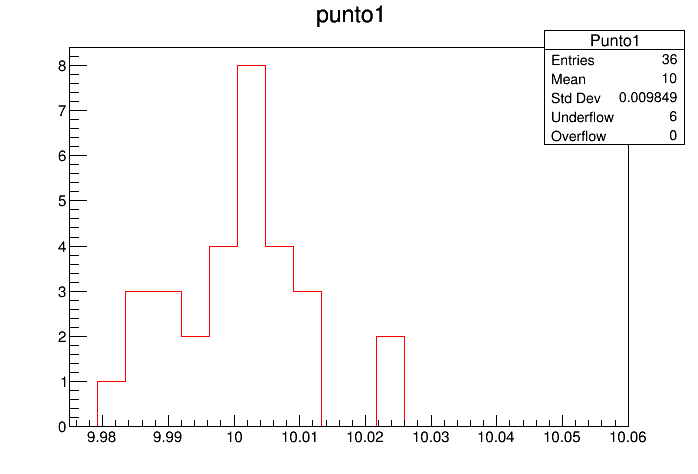 punto1
Punto1
Entries 36
Mean 10
Std Dev 0.009849
Underflow 6
Overflow 0
8
7
6
5
4
3
2
1
0
9.98 9.99 10 10.01 10.02 10.03 10.04 10.05 10.06